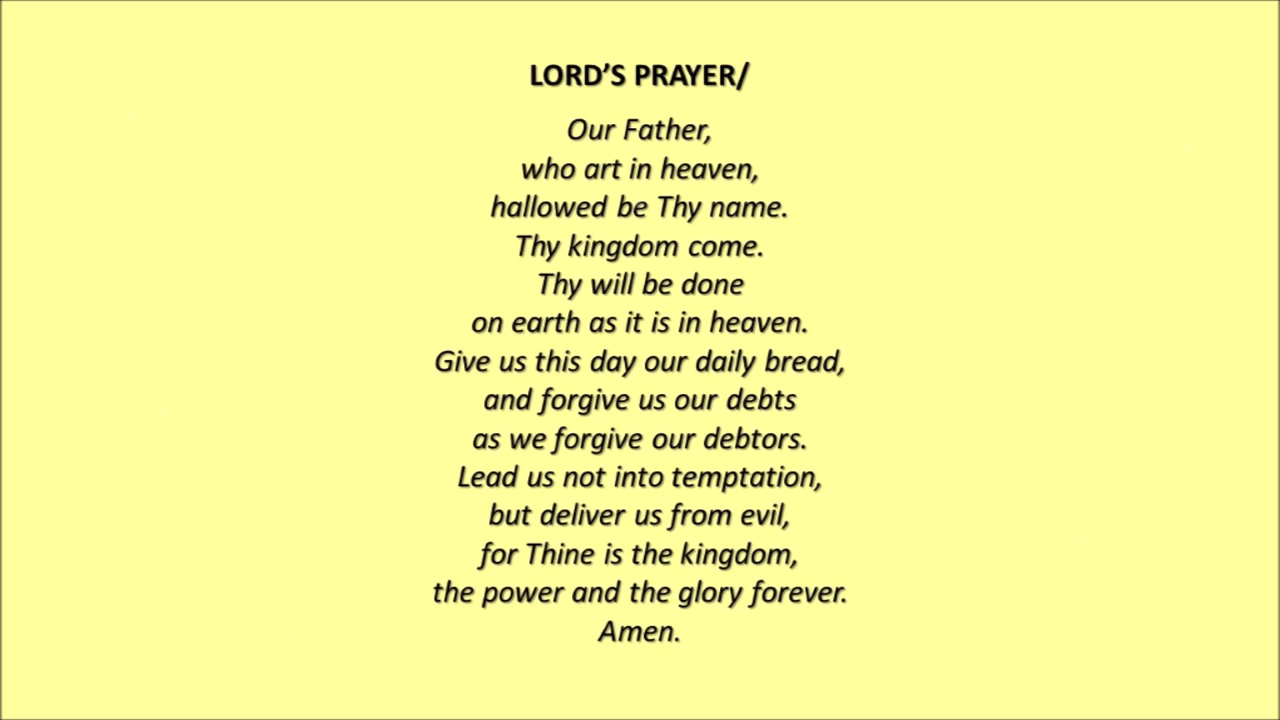 LORD’S PRAYER/
Our Father,
who art in heaven,
hallowed be Thy name.
Thy kingdom come.
Thy will be done
on earth as it is in heaven.
Give us this day our daily bread,
and forgive us our debts
as we forgive our debtors.
Lead us not into temptation,
but deliver us from evil,
for Thine is the kingdom,
the power and the glory forever.
Amen.